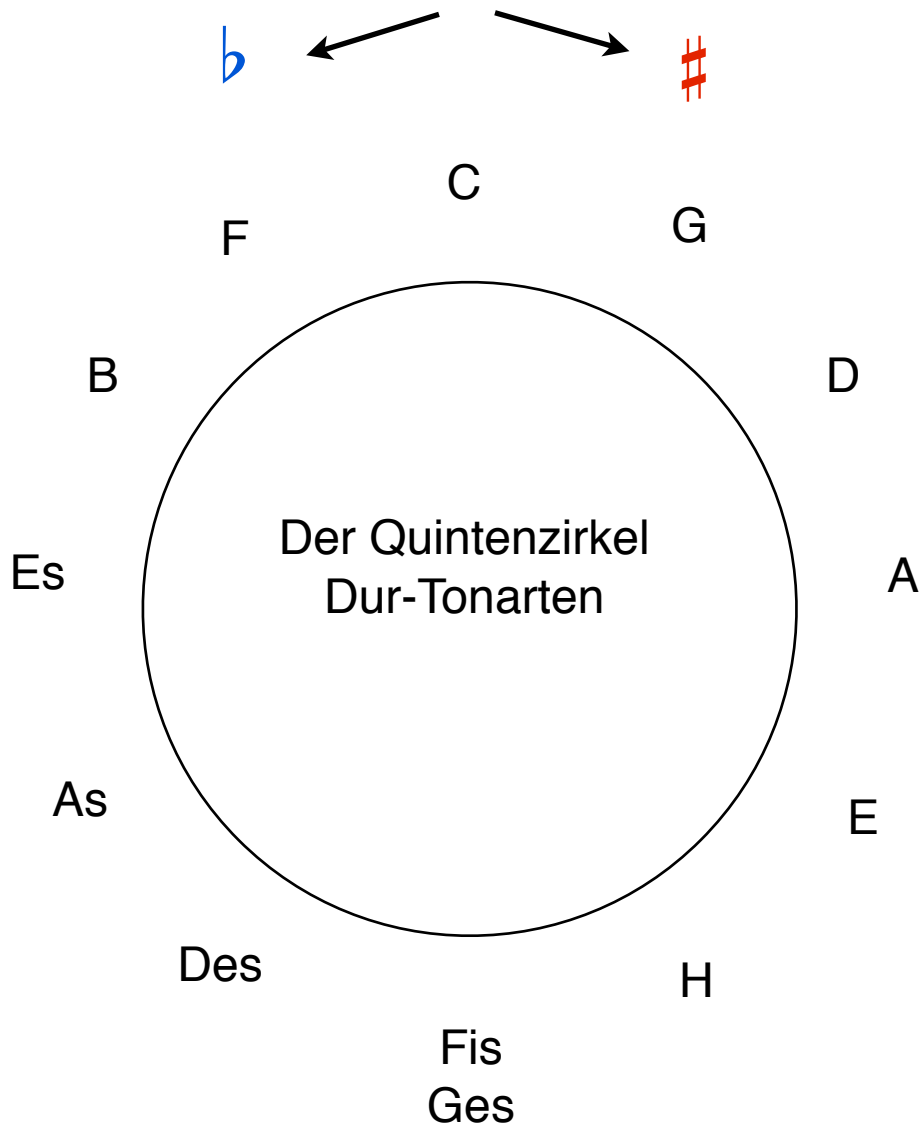 ♭ ♯
C
F G
B D
Der Quintenzirkel
Dur-Tonarten
Es A
As E
Des H
Fis
Ges